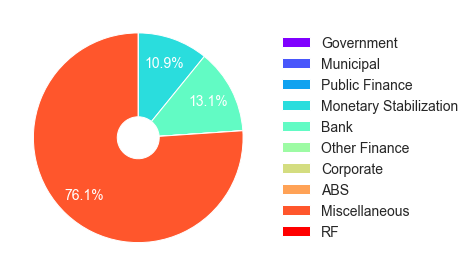 10.9%
13.1%
76.1%
Government
Municipal
Public Finance
Monetary Stabilization
Bank
Other Finance
Corporate
ABS
Miscellaneous
RF